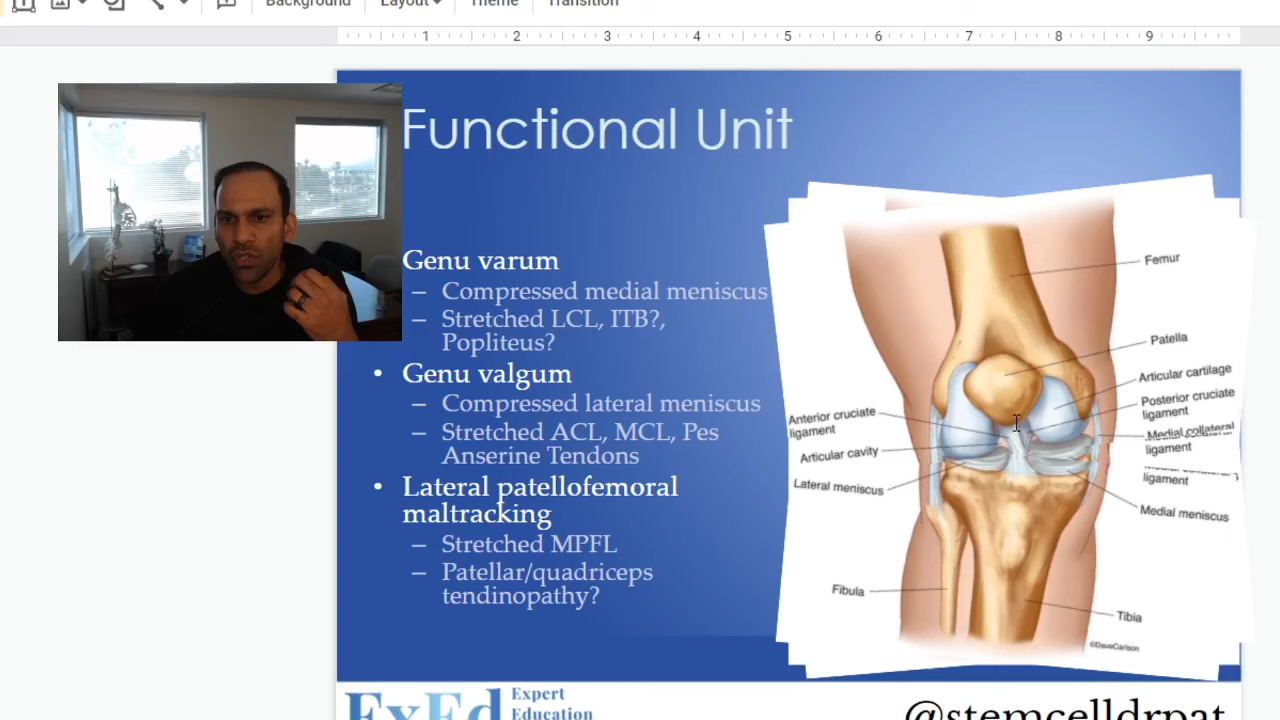 Background
Layout
Theme
Transition
1 2 3 4 5 6 7 8 9
Functional Unit
Genu varum
– Compressed medial meniscus
– Stretched LCL, ITB?,
Popliteus?
• Genu valgum
– Compressed lateral meniscus
– Stretched ACL, MCL, Pes
Anserine Tendons
• Lateral patellofemoral
maltracking
– Stretched MPFL
– Patellar/quadriceps
tendinopathy?
Femur
Patella
Articular cartilage
Posterior cruciate
ligament
Medial collateral
ligament
ligament
Medial meniscus
Tibia
©DaveCarlson
Anterior cruciate
ligament
Articular cavity
Lateral meniscus
Fibula
ExEd
Expert
Education
@stemcelldrpat